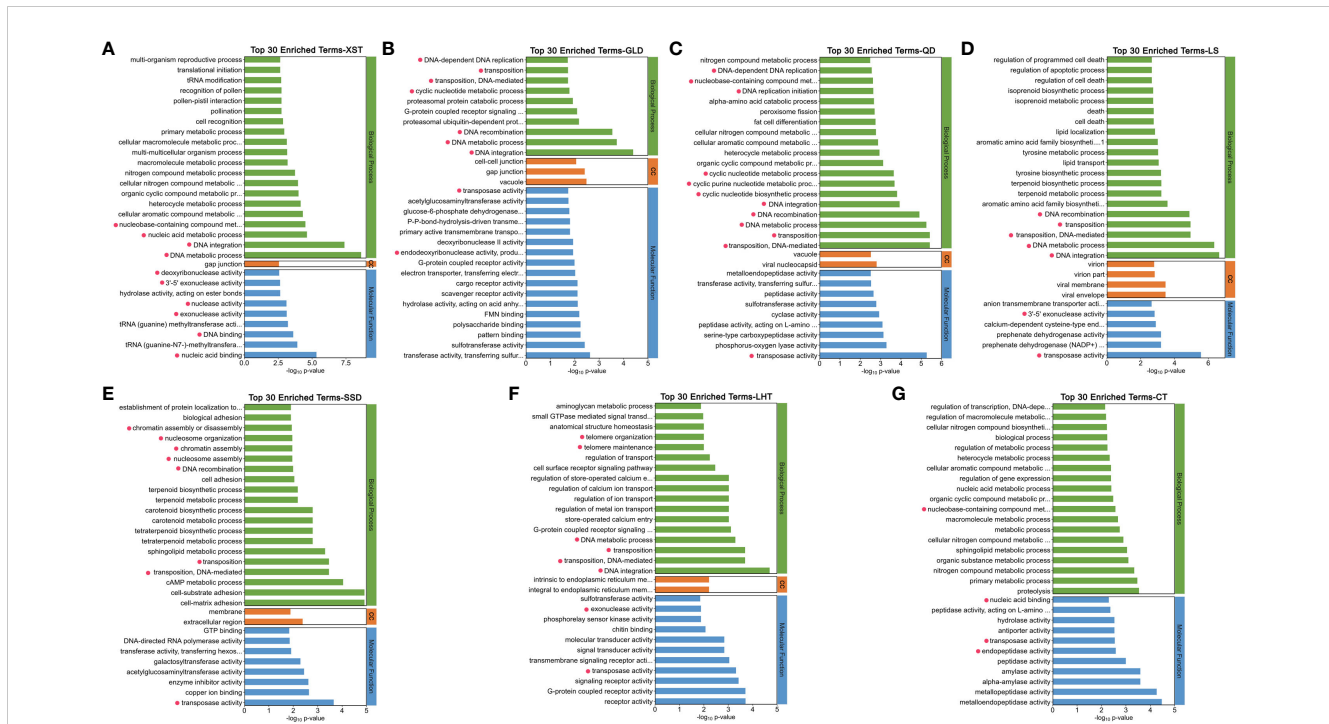 A
Top 30 Enriched Terms-XST
multi-organism reproductive process
translational initiation
tRNA modification
recognition of pollen
pollen-pistil interaction
pollination
cell recognition
primary metabolic process
cellular macromolecule metabolic proc...
multi-multicellular organism process
macromolecule metabolic process
nitrogen compound metabolic process
cellular nitrogen compound metabolic ...
organic cyclic compound metabolic pr...
heterocycle metabolic process
cellular aromatic compound metabolic ...
nucleobase-containing compound met...
nucleic acid metabolic process
DNA integration
DNA metabolic process
gap junction
deoxyribonuclease activity
3'-5' exonuclease activity
hydrolase activity, acting on ester bonds
nuclease activity
exonuclease activity
tRNA (guanine) methyltransferase acti...
DNA binding
tRNA (guanine-N7-)-methyltransfera...
nucleic acid binding
Biological Process
CC
Molecular Function
0.0 2.5 5.0 7.5
-log10 p-value
B
Top 30 Enriched Terms-GLD
DNA-dependent DNA replication
transposition
transposition, DNA-mediated
cyclic nucleotide metabolic process
proteasomal protein catabolic process
G-protein coupled receptor signaling ...
proteasomal ubiquitin-dependent prot...
DNA recombination
DNA metabolic process
DNA integration
cell-cell junction
gap junction
vacuole
transposase activity
acetylglucosaminyltransferase activity
glucose-6-phosphate dehydrogenase...
P-P-bond-hydrolysis-driven transme...
primary active transmembrane transpo...
deoxyribonuclease II activity
endodeoxyribonuclease activity, produ...
G-protein coupled receptor activity
electron transporter, transferring electr...
cargo receptor activity
scavenger receptor activity
hydrolase activity, acting on acid anhy...
FMN binding
polysaccharide binding
pattern binding
sulfotransferase activity
transferase activity, transferring sulfur...
Biological Process
CC
Molecular Function
0 1 2 3 4 5
-log10 p-value
C
Top 30 Enriched Terms-QD
nitrogen compound metabolic process
DNA-dependent DNA replication
nucleobase-containing compound met...
DNA replication initiation
alpha-amino acid catabolic process
peroxisome fission
fat cell differentiation
cellular nitrogen compound metabolic ...
cellular aromatic compound metabolic ...
heterocycle metabolic process
organic cyclic compound metabolic pr...
cyclic nucleotide metabolic process
cyclic purine nucleotide metabolic proc...
cyclic nucleotide biosynthetic process
DNA integration
DNA recombination
DNA metabolic process
transposition
transposition, DNA-mediated
vacuole
viral nucleocapsid
metalloendopeptidase activity
transferase activity, transferring sulfur...
peptidase activity
sulfotransferase activity
cyclase activity
peptidase activity, acting on L-amino ...
serine-type carboxypeptidase activity
phosphorus-oxygen lyase activity
transposase activity
Biological Process
CC
Molecular Function
0 1 2 3 4 5 6
-log10 p-value
D
Top 30 Enriched Terms-LS
regulation of programmed cell death
regulation of apoptotic process
regulation of cell death
isoprenoid biosynthetic process
isoprenoid metabolic process
death
cell death
lipid localization
aromatic amino acid family biosyntheti....1
tyrosine metabolic process
lipid transport
tyrosine biosynthetic process
terpenoid biosynthetic process
terpenoid metabolic process
aromatic amino acid family biosyntheti...
DNA recombination
transposition
transposition, DNA-mediated
DNA metabolic process
DNA integration
virion
virion part
viral membrane
viral envelope
anion transmembrane transporter acti...
3'-5' exonuclease activity
calcium-dependent cysteine-type end...
prephenate dehydrogenase activity
prephenate dehydrogenase (NADP+) ...
transposase activity
Biological Process
CC
Molecular Function
0 2 4 6
-log10 p-value
E
Top 30 Enriched Terms-SSD
establishment of protein localization to...
biological adhesion
chromatin assembly or disassembly
nucleosome organization
chromatin assembly
nucleosome assembly
DNA recombination
cell adhesion
terpenoid biosynthetic process
terpenoid metabolic process
carotenoid biosynthetic process
carotenoid metabolic process
tetraterpenoid biosynthetic process
tetraterpenoid metabolic process
sphingolipid metabolic process
transposition
transposition, DNA-mediated
cAMP metabolic process
cell-substrate adhesion
cell-matrix adhesion
membrane
extracellular region
GTP binding
DNA-directed RNA polymerase activity
transferase activity, transferring hexos...
galactosyltransferase activity
acetylglucosaminyltransferase activity
enzyme inhibitor activity
copper ion binding
transposase activity
Biological Process
CC
Molecular Function
0 1 2 3 4 5
-log10 p-value
F
Top 30 Enriched Terms-LHT
aminoglycan metabolic process
small GTPase mediated signal transd...
anatomical structure homeostasis
telomere organization
telomere maintenance
regulation of transport
cell surface receptor signaling pathway
regulation of store-operated calcium e...
regulation of calcium ion transport
regulation of ion transport
regulation of metal ion transport
store-operated calcium entry
G-protein coupled receptor signaling ...
DNA metabolic process
transposition
transposition, DNA-mediated
DNA integration
intrinsic to endoplasmic reticulum me...
integral to endoplasmic reticulum mem...
sulfotransferase activity
exonuclease activity
phosphorelay sensor kinase activity
chitin binding
molecular transducer activity
signal transducer activity
transmembrane signaling receptor acti...
transposase activity
signaling receptor activity
G-protein coupled receptor activity
receptor activity
Biological Process
CC
Molecular Function
0 1 2 3 4 5
-log10 p-value
G
Top 30 Enriched Terms-CT
regulation of transcription, DNA-depe...
regulation of macromolecule metabolic...
cellular nitrogen compound biosyntheti...
biological process
regulation of metabolic process
heterocycle metabolic process
cellular aromatic compound metabolic ...
regulation of gene expression
nucleic acid metabolic process
organic cyclic compound metabolic pr...
nucleobase-containing compound met...
macromolecule metabolic process
metabolic process
cellular nitrogen compound metabolic ...
sphingolipid metabolic process
organic substance metabolic process
nitrogen compound metabolic process
primary metabolic process
proteolysis
nucleic acid binding
peptidase activity, acting on L-amino ...
hydrolase activity
antiporter activity
transposase activity
endopeptidase activity
peptidase activity
amylase activity
alpha-amylase activity
metallopeptidase activity
metalloendopeptidase activity
Biological Process
Molecular Function
0 1 2 3 4 5
-log10 p-value